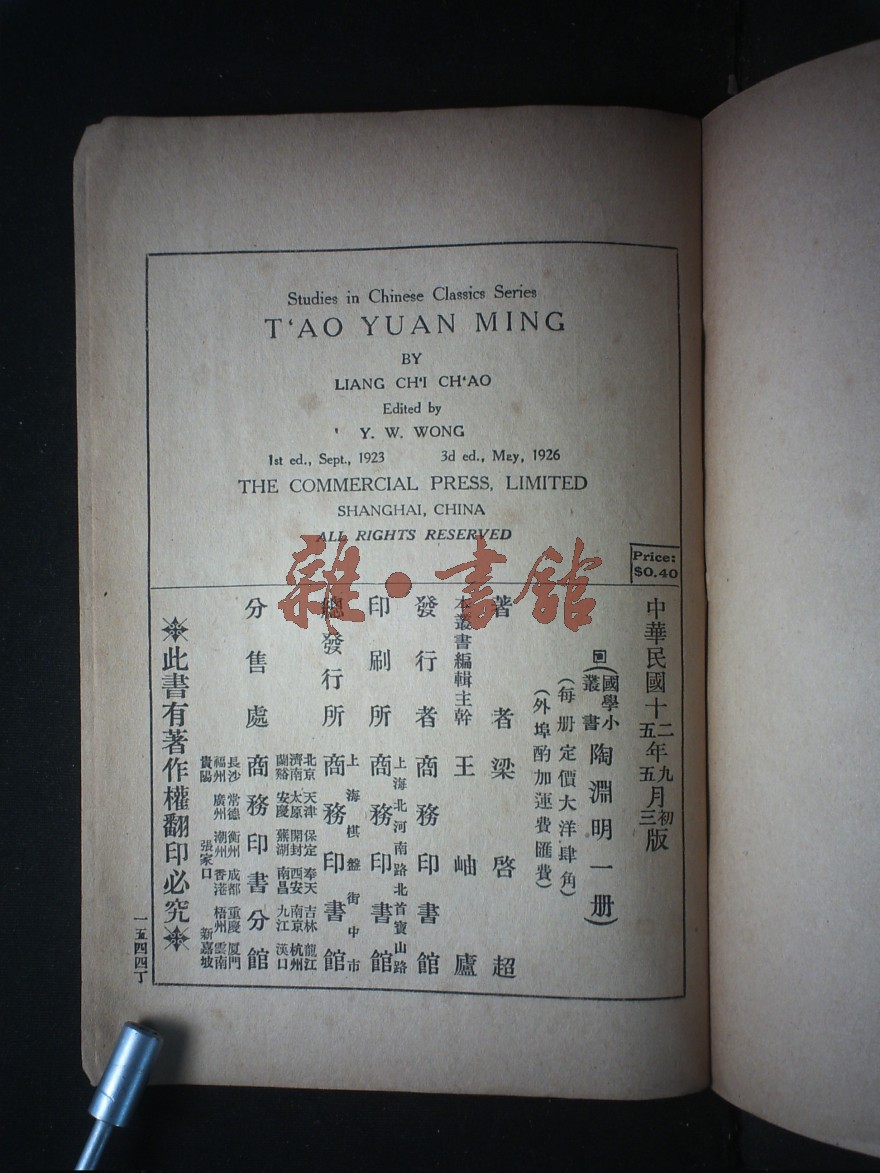 Studies in Chinese Classics Series
T‘AO YUAN MING
BY
LIANG CH‘I CH‘AO
Edited by
Y. W. WONG
1st ed., Sept., 1923 3d ed., May, 1926
THE COMMERCIAL PRESS, LIMITED
SHANGHAI, CHINA
ALL RIGHTS RESERVED
Price:
$0.40
雜·書館
中華民國十二年九月初版
五年五月三
(國學小叢書陶淵明一册)
(每册定價大洋肆角)
(外埠酌加運費匯費)
著者梁啓超
本叢書編輯主幹王岫廬
發行者商務印書館
印刷所上海北河南路北首寶山路商務印書館
總發行所上海棋盤街中市商務印書館
分售處商務印書分館
北京 天津 保定 奉天 吉林 龍江
濟南 太原 開封 西安 南京 杭州
蘭谿 安慶 蕪湖 南昌 九江 漢口
長沙 常德 衡州 成都 重慶 厦門
福州 廣州 潮州 香港 梧州 雲南
貴陽 張家口 新嘉坡
此書有著作權翻印必究
一五四四丁